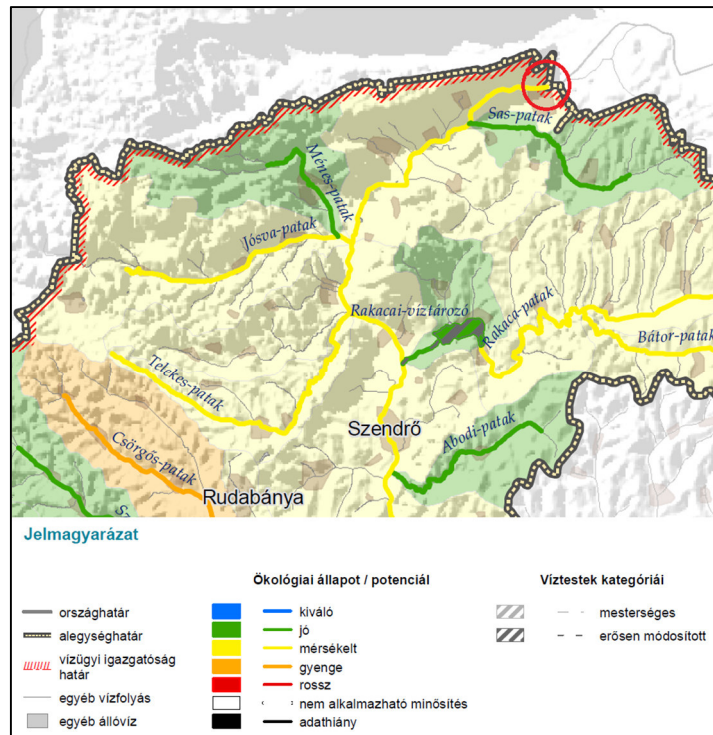 Sas-patak
Ménes-patak
Jósva-patak
Rakacai-víztározó
Rakaca-patak
Bátor-patak
Telekes-patak
Szendrő
Abodi-patak
Csörgős-patak
Rudabánya
Sz
Jelmagyarázat
Ökológiai állapot / potenciál
Víztestek kategóriái
országhatár
alegységhatár
vízügyi igazgatóság
határ
egyéb vízfolyás
egyéb állóvíz
kiváló
jó
mérsékelt
gyenge
rossz
nem alkalmazható minősítés
adathiány
mesterséges
erősen módosított